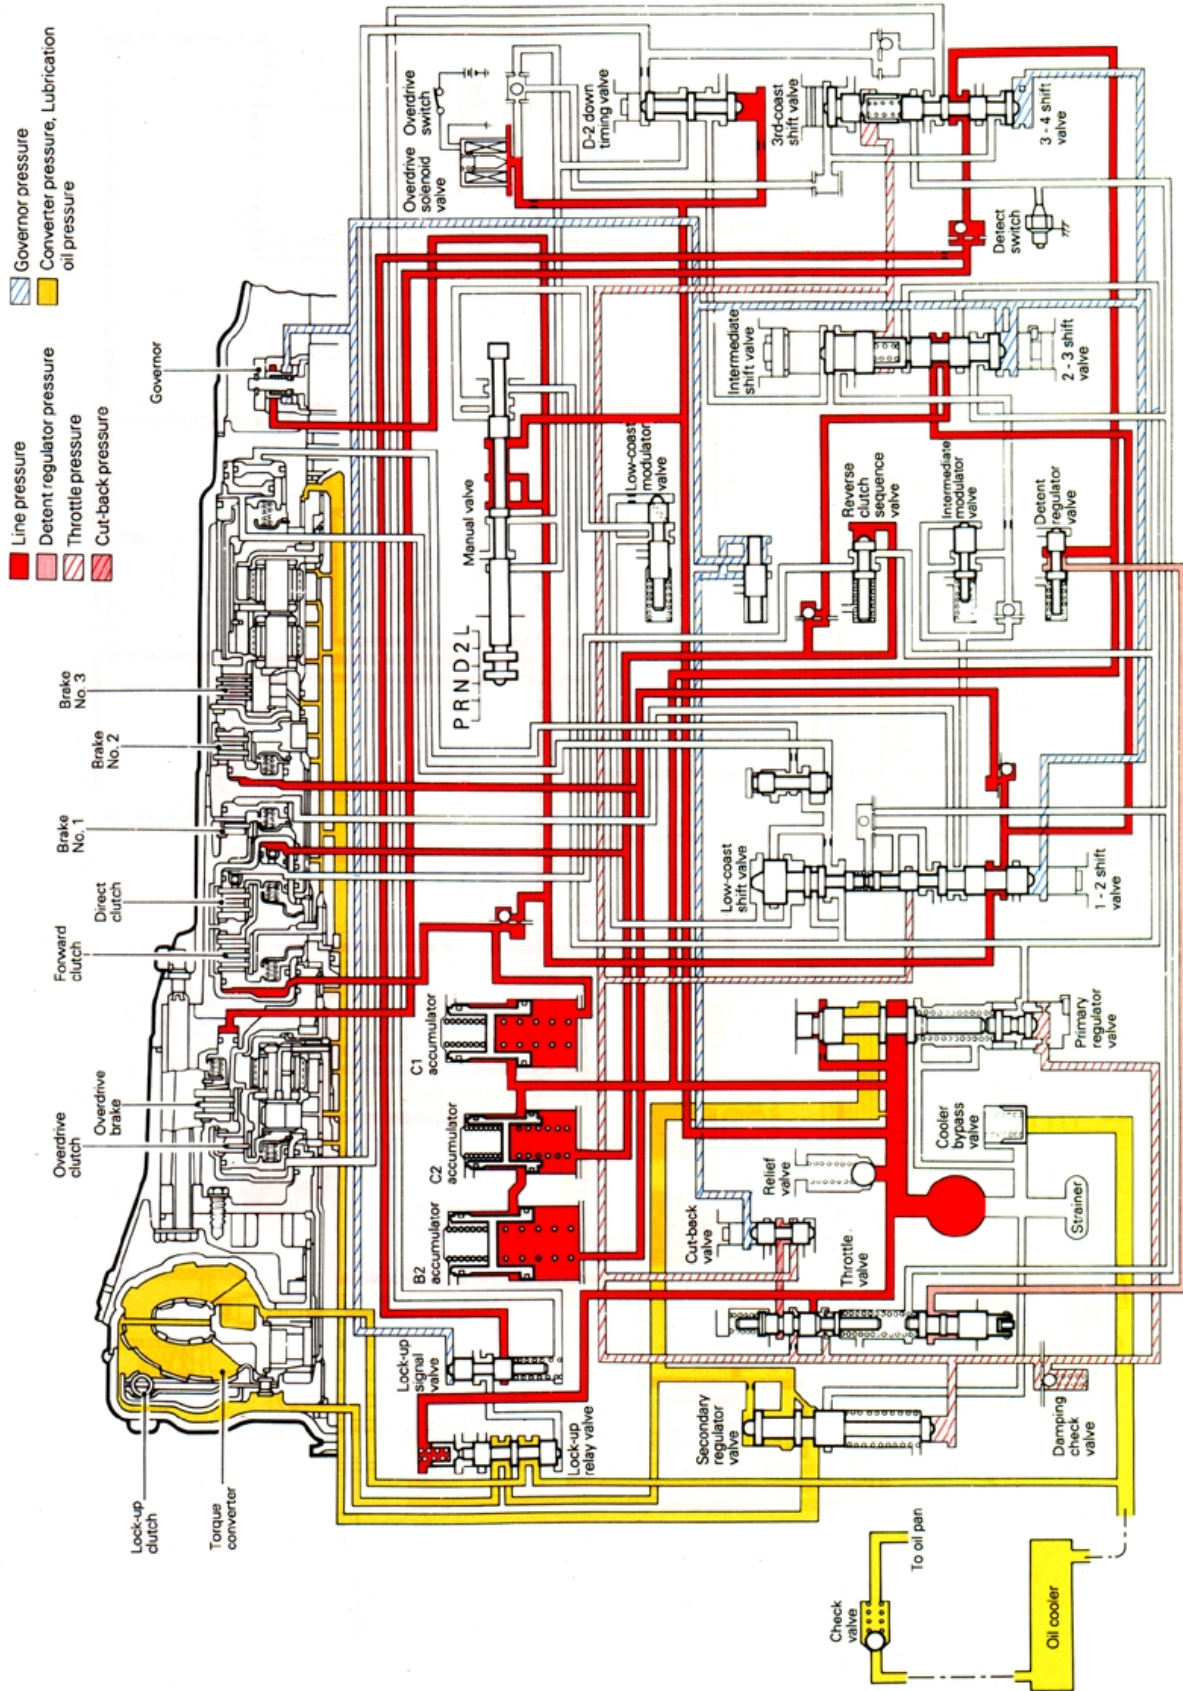 Line pressure
Detent regulator pressure
Throttle pressure
Cut-back pressure
Governor pressure
Converter pressure, Lubrication
oil pressure
Lock-up
clutch
Torque
converter
Overdrive
clutch
Overdrive
brake
Forward
clutch
Direct
clutch
Brake
No. 1
Brake
No. 2
Brake
No. 3
Governor
Lock-up
signal
valve
Lock-up
relay valve
B2
accumulator
C2
accumulator
C1
accumulator
P R N D 2 L
Manual valve
Overdrive
solenoid
valve
Overdrive
switch
D-2 down
timing valve
Low-coast
modulator
valve
Secondary
regulator
valve
Cut-back
valve
Throttle
valve
Relief
valve
Low-coast
shift valve
Reverse
clutch
sequence
valve
Intermediate
shift valve
3rd-coast
shift valve
Intermediate
modulator
valve
Detent
regulator
valve
Detect
switch
Damping
check
valve
Strainer
Cooler
bypass
valve
Primary
regulator
valve
1 - 2 shift
valve
2 - 3 shift
valve
3 - 4 shift
valve
Check
valve
To oil pan
Oil cooler